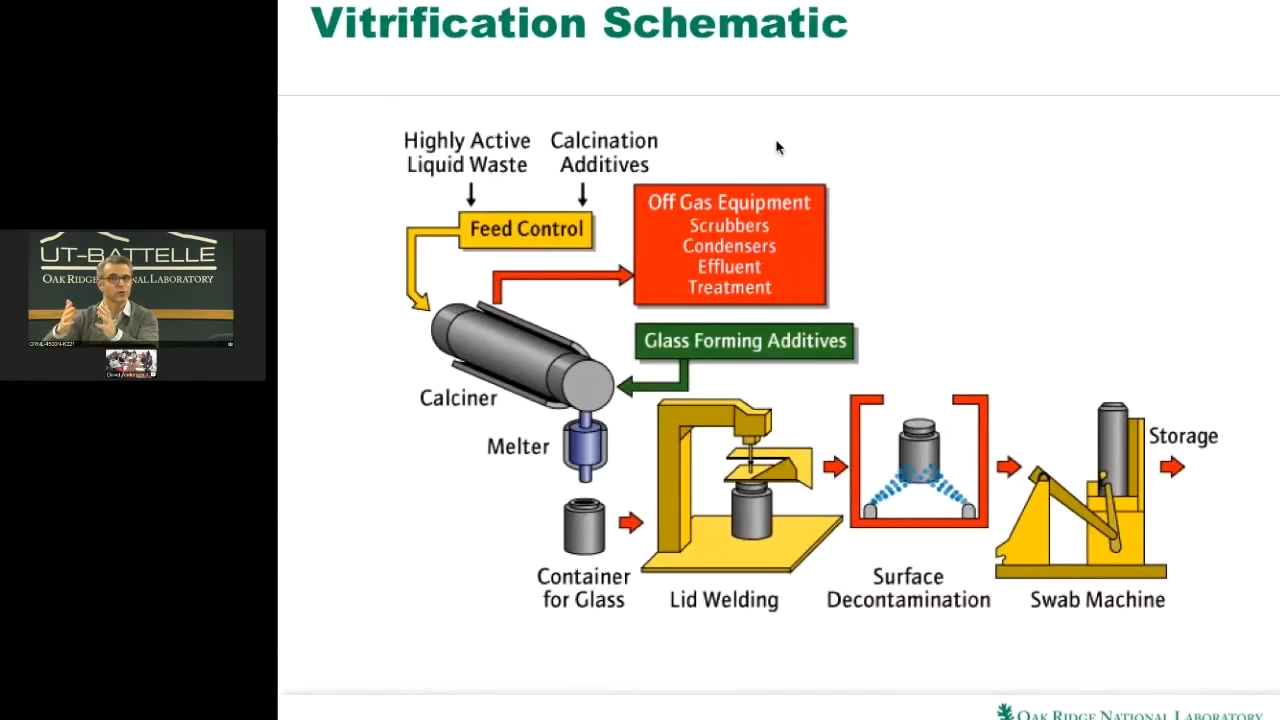 Vitrification Schematic
Highly Active
Liquid Waste
Calcination
Additives
Feed Control
Off Gas Equipment
Scrubbers
Condensers
Effluent
Treatment
Glass Forming Additives
Calciner
Melter
Storage
Container
for Glass
Lid Welding
Surface
Decontamination
Swab Machine
UT-BATTELLE
OAK RIDGE NATIONAL LABORATORY
David Anderson
OAK RIDGE NATIONAL LABORATORY